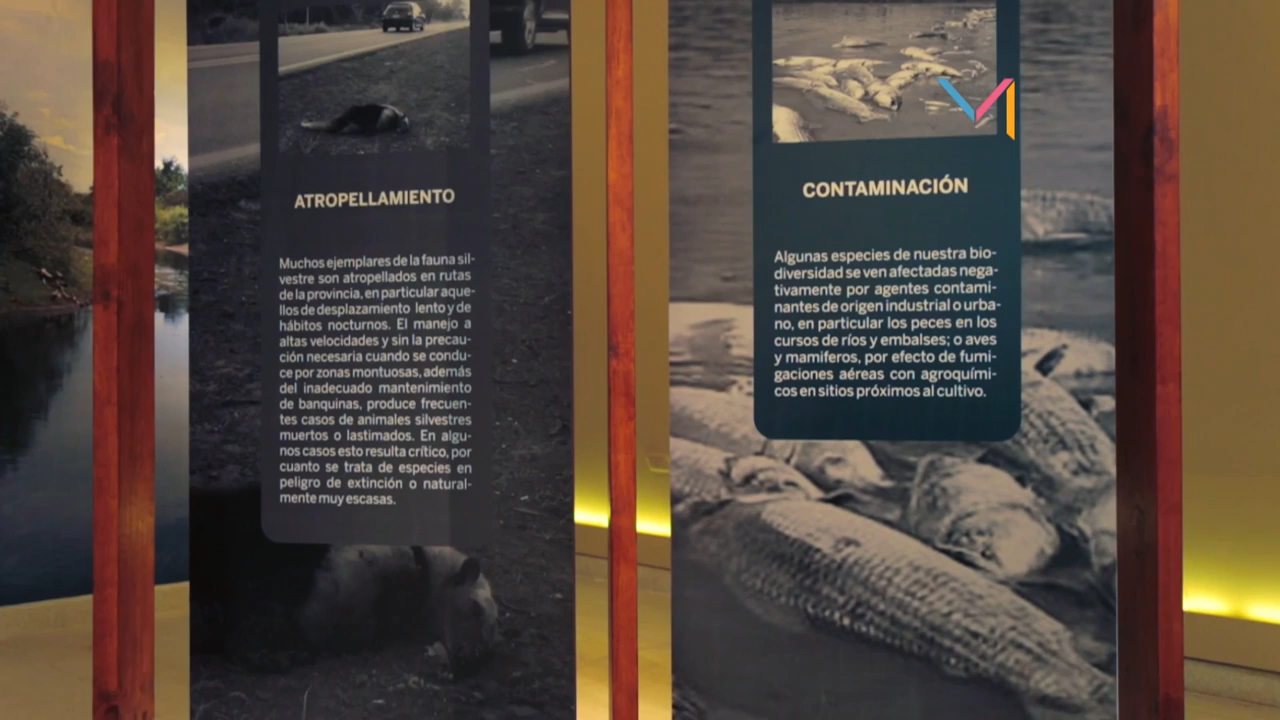 ATROPELLAMIENTO
Muchos ejemplares de la fauna sil-
vestre son atropellados en rutas
de la provincia, en particular aque-
llos de desplazamiento lento y de
hábitos nocturnos. El manejo a
altas velocidades y sin la precau-
ción necesaria cuando se condu-
ce por zonas montuosas, además
del inadecuado mantenimiento
de banquinas, produce frecuen-
tes casos de animales silvestres
muertos o lastimados. En algu-
nos casos esto resulta crítico, por
cuanto se trata de especies en
peligro de extinción o natural-
mente muy escasas.
CONTAMINACIÓN
Algunas especies de nuestra bio-
diversidad se ven afectadas nega-
tivamente por agentes contami-
nantes de origen industrial o urba-
no, en particular los peces en los
cursos de ríos y embalses; o aves
y mamiferos, por efecto de fumi-
gaciones aéreas con agroquími-
cos en sitios próximos al cultivo.